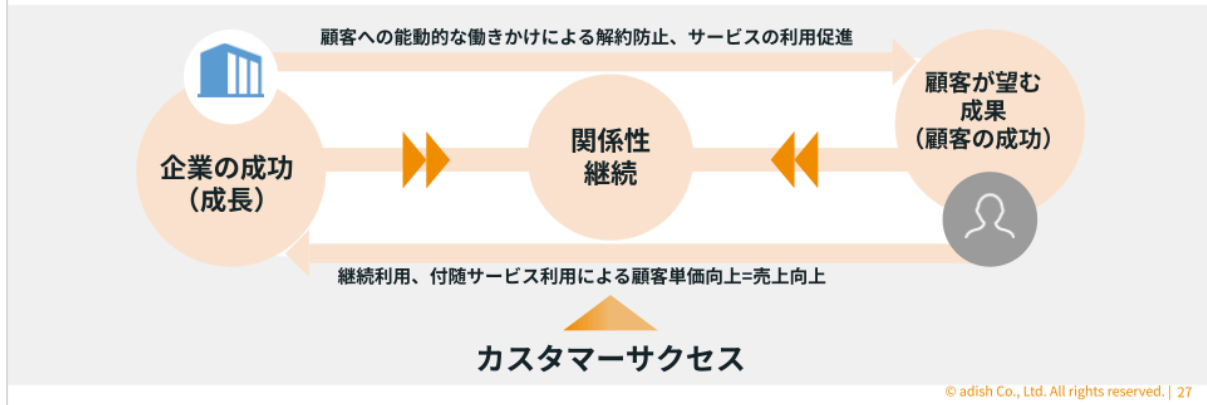 顧客への能動的な働きかけによる解約防止、サービスの利用促進
企業の成功
（成長）
関係性
継続
顧客が望む
成果
（顧客の成功）
継続利用、付随サービス利用による顧客単価向上=売上向上
カスタマーサクセス
© adish Co., Ltd. All rights reserved. | 27